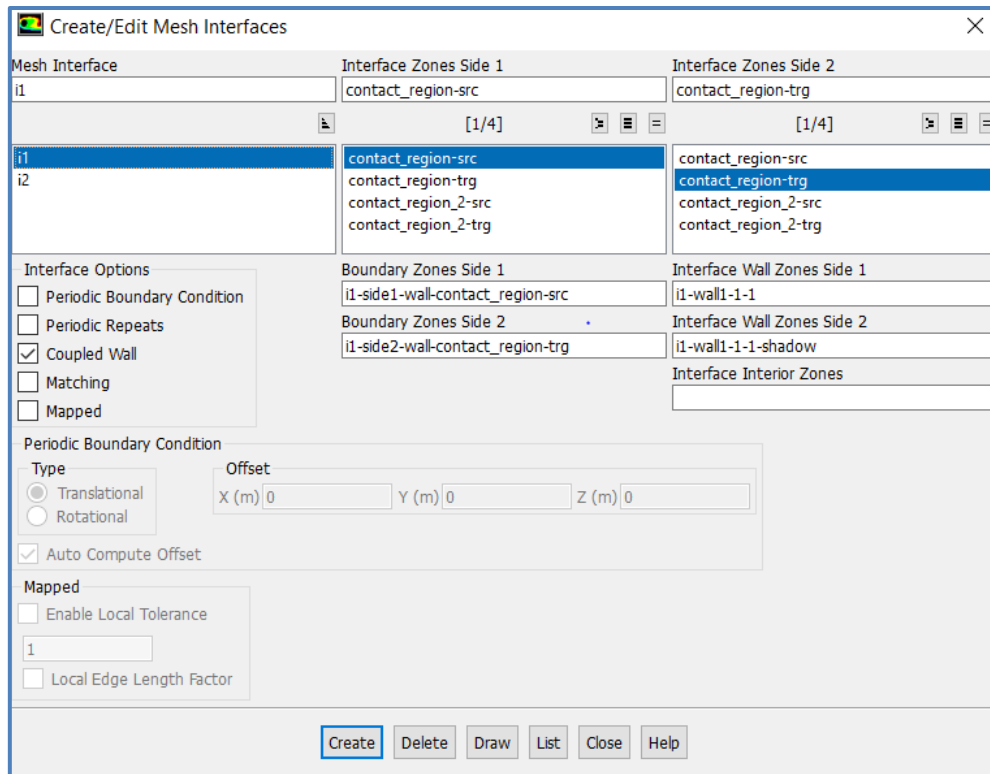 Create/Edit Mesh Interfaces
Mesh Interface
i1
i1
i2
Interface Zones Side 1
contact_region-src
[1/4]
contact_region-src
contact_region-trg
contact_region_2-src
contact_region_2-trg
Interface Zones Side 2
contact_region-trg
[1/4]
contact_region-src
contact_region-trg
contact_region_2-src
contact_region_2-trg
Interface Options
Periodic Boundary Condition
Periodic Repeats
Coupled Wall
Matching
Mapped
Boundary Zones Side 1
i1-side1-wall-contact_region-src
Boundary Zones Side 2
i1-side2-wall-contact_region-trg
Interface Wall Zones Side 1
i1-wall1-1-1
Interface Wall Zones Side 2
i1-wall1-1-1-shadow
Interface Interior Zones
Periodic Boundary Condition
Type
Translational
Rotational
Offset
X (m) 0 Y (m) 0 Z (m) 0
Auto Compute Offset
Mapped
Enable Local Tolerance
1
Local Edge Length Factor
Create Delete Draw List Close Help